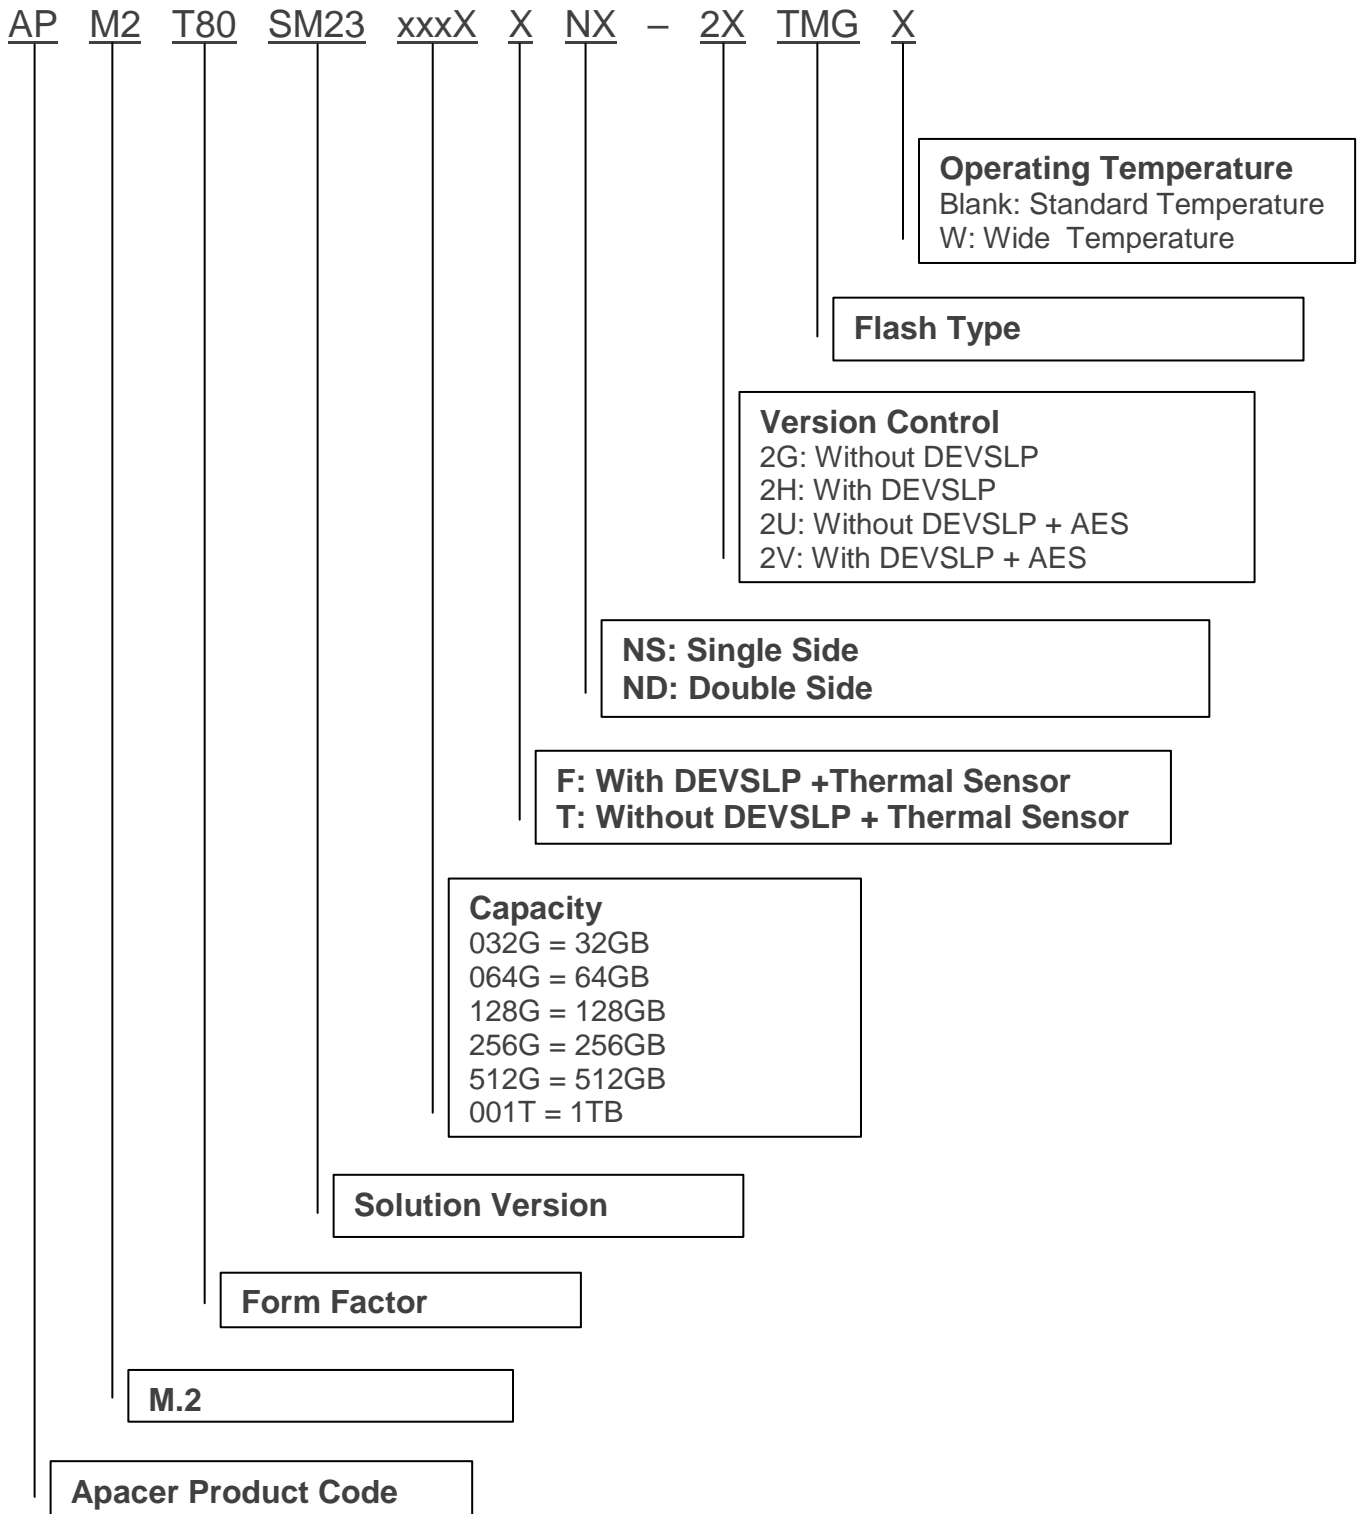 AP M2 T80 SM23 xxxX X NX – 2X TMG X
Operating Temperature
Blank: Standard Temperature
W: Wide Temperature
Flash Type
Version Control
2G: Without DEVSLP
2H: With DEVSLP
2U: Without DEVSLP + AES
2V: With DEVSLP + AES
NS: Single Side
ND: Double Side
F: With DEVSLP +Thermal Sensor
T: Without DEVSLP + Thermal Sensor
Capacity
032G = 32GB
064G = 64GB
128G = 128GB
256G = 256GB
512G = 512GB
001T = 1TB
Solution Version
Form Factor
M.2
Apacer Product Code